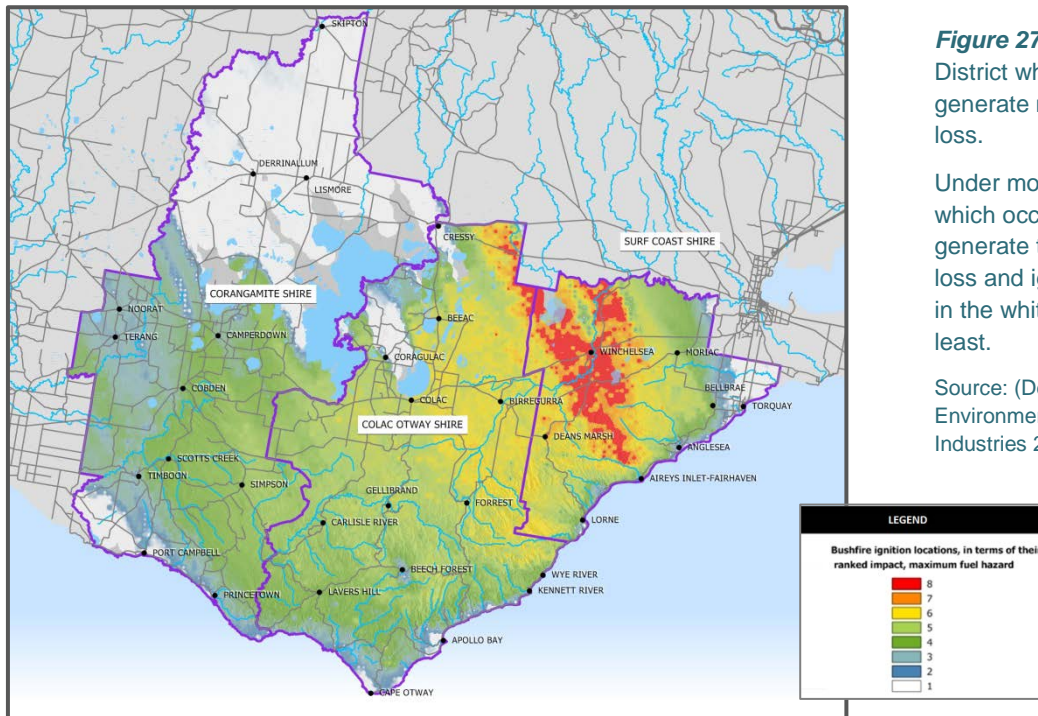 SKIPTON
DERRINALLUM
LISMORE
CRESSY
SURF COAST SHIRE
CORANGAMITE SHIRE
NOORAT
BEEAC
TERANG
CAMPERDOWN
WINCHELSEA
MORIAC
CORAGULAC
COBDEN
BELLBRAE
COLAC
BIRREGURRA
TORQUAY
COLAC OTWAY SHIRE
DEANS MARSH
ANGLESEA
SCOTTS CREEK
TIMBOON
SIMPSON
AIREYS INLET-FAIRHAVEN
GELLIBRAND
FORREST
CARLISLE RIVER
LORNE
PORT CAMPBELL
BEECH FOREST
WYE RIVER
PRINCETOWN
LAVERS HILL
KENNETT RIVER
APOLLO BAY
CAPE OTWAY
Figure 27
District wh
generate
loss.
Under mo
which occ
generate
loss and ig
in the whit
least.
Source: (De
Environme
Industries 2
LEGEND
Bushfire ignition locations, in terms of their
ranked impact, maximum fuel hazard
8
7
6
5
4
3
2
1